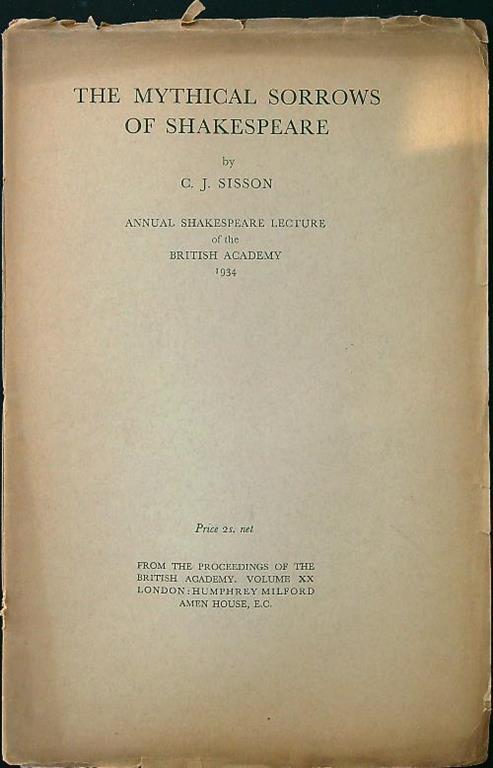 THE MYTHICAL SORROWS
OF SHAKESPEARE
by
C. J. SISSON
ANNUAL SHAKESPEARE LECTURE
of the
BRITISH ACADEMY
1934
Price 2s. net
FROM THE PROCEEDINGS OF THE
BRITISH ACADEMY. VOLUME XX
LONDON: HUMPHREY MILFORD
AMEN HOUSE, E.C.